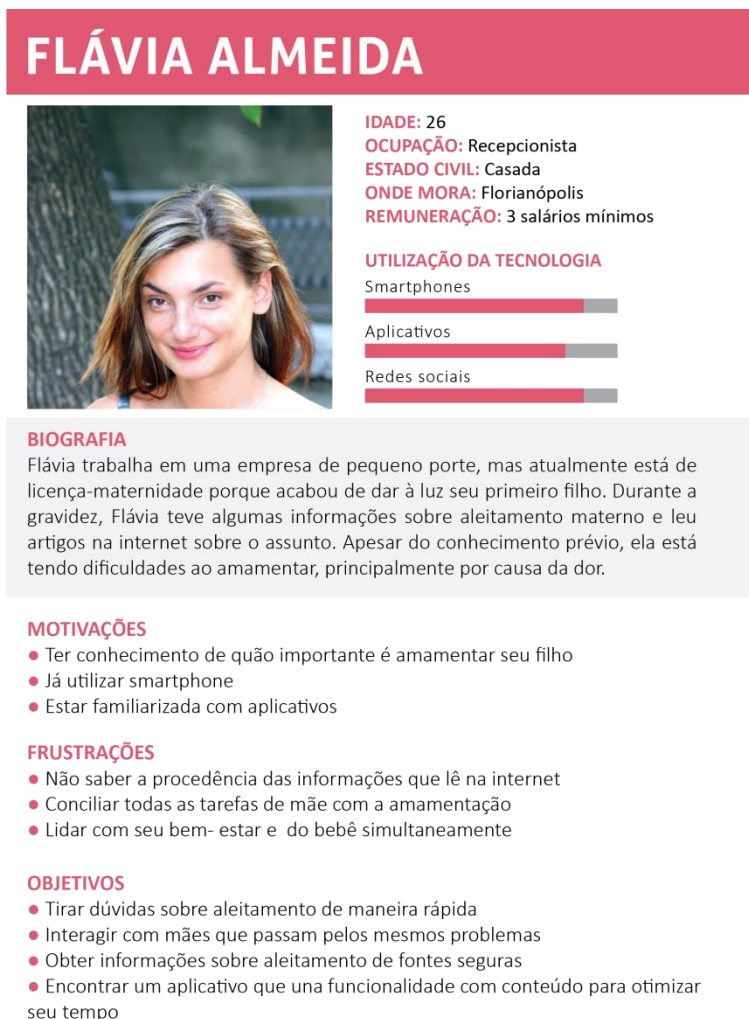 FLÁVIA ALMEIDA
IDADE: 26
OCUPAÇÃO: Recepcionista
ESTADO CIVIL: Casada
ONDE MORA: Florianópolis
REMUNERAÇÃO: 3 salários mínimos
UTILIZAÇÃO DA TECNOLOGIA
Smartphones
Aplicativos
Redes sociais
BIOGRAFIA
Flávia trabalha em uma empresa de pequeno porte, mas atualmente está de
licença-maternidade porque acabou de dar à luz seu primeiro filho. Durante a
gravidez, Flávia teve algumas informações sobre aleitamento materno e leu
artigos na internet sobre o assunto. Apesar do conhecimento prévio, ela está
tendo dificuldades ao amamentar, principalmente por causa da dor.
MOTIVAÇÕES
● Ter conhecimento de quão importante é amamentar seu filho
● Já utilizar smartphone
● Estar familiarizada com aplicativos
FRUSTRAÇÕES
● Não saber a procedência das informações que lê na internet
● Conciliar todas as tarefas de mãe com a amamentação
● Lidar com seu bem- estar e  do bebê simultaneamente
OBJETIVOS
● Tirar dúvidas sobre aleitamento de maneira rápida
● Interagir com mães que passam pelos mesmos problemas
● Obter informações sobre aleitamento de fontes seguras
● Encontrar um aplicativo que una funcionalidade com conteúdo para otimizar
seu tempo